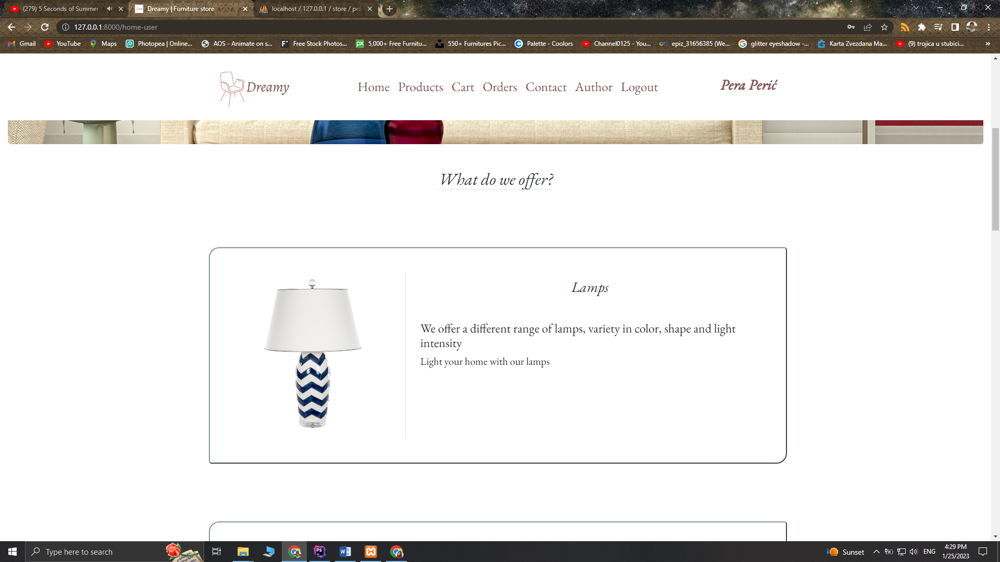 (279) 5 Seconds of Summer
Dreamy | Furniture store
localhost / 127.0.0.1 / store / pro
127.0.0.1:8000/home-user
Gmail
YouTube
Maps
Photopea | Online...
AOS - Animate on s...
Free Stock Photos...
5,000+ Free Furnitu...
550+ Furnitures Pic...
Palette - Coolors
Channel0125 - You...
epiz_31656385 (We...
glitter eyeshadow -...
Karta Zvezdana Ma...
(9) trojica u stubici...
»
Dreamy
Home Products Cart Orders Contact Author Logout
Pera Perić
What do we offer?
Lamps
We offer a different range of lamps, variety in color, shape and light
intensity
Light your home with our lamps
Type here to search
Sunset
ENG
4:29 PM
1/25/2023